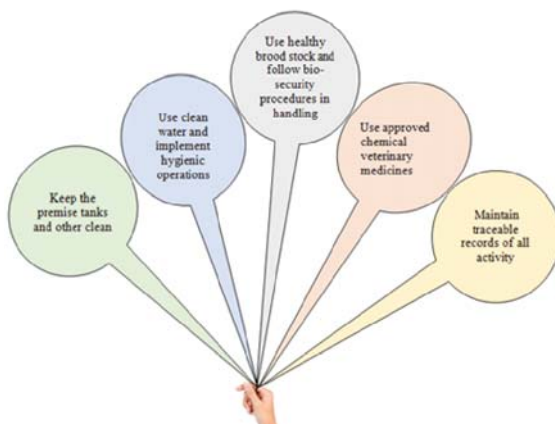 Keep the
premise tanks
and other clean
Use clean
water and
implement
hygienic
operations
Use healthy
brood stock and
follow bio-
security
procedures in
handling
Use approved
chemical
veterinary
medicines
Maintain
traceable
records of all
activity